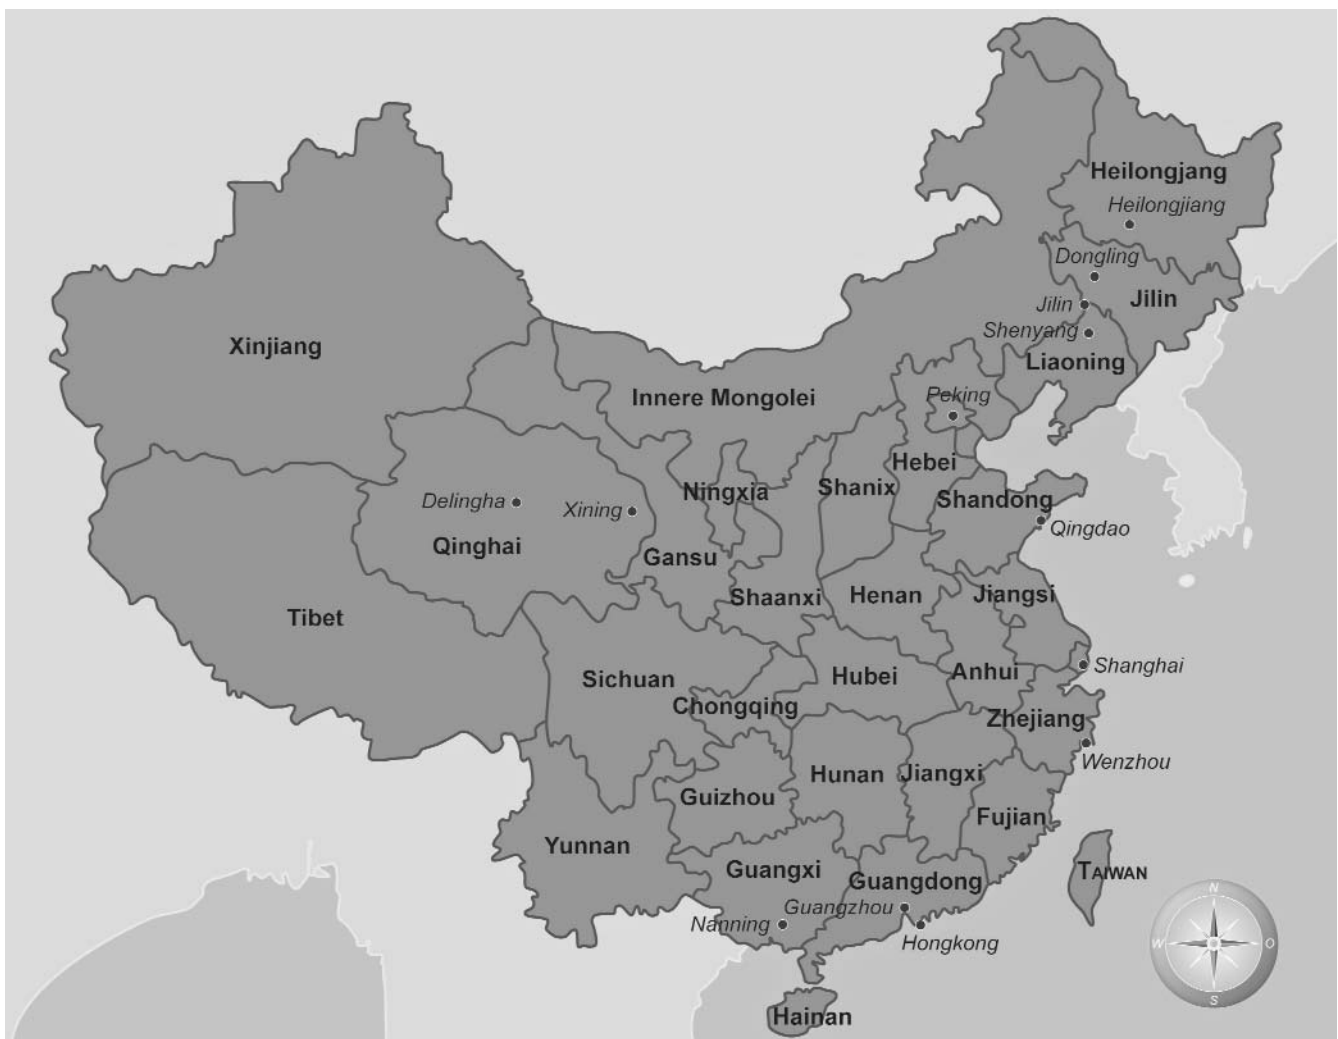 Heilongjang
Heilongjiang
Dongling
Jilin
Jilin
Shenyang
Liaoning
Xinjiang
Innere Mongolei
Peking
Hebei
Ningxia
Shanix
Shandong
Delingha
Xining
Qingdao
Qinghai
Gansu
Shaanxi
Henan
Jiangsi
Tibet
Sichuan
Hubei
Anhui
Shanghai
Chongqing
Zhejiang
Wenzhou
Guizhou
Hunan
Jiangxi
Fujian
Yunnan
Guangxi
Guangdong
TAIWAN
Guangzhou
Nanning
Hongkong
Hainan
N
W
O
S